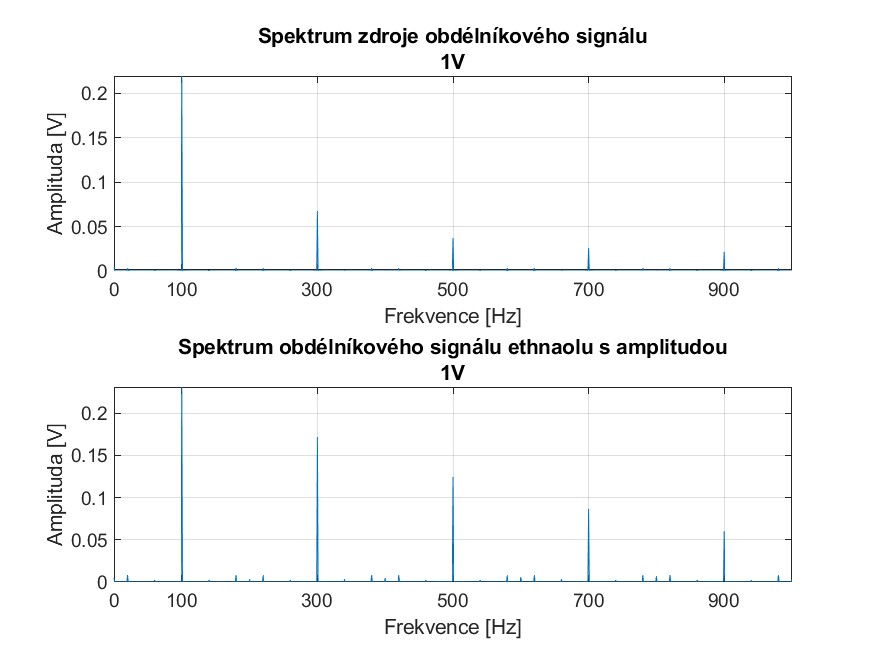 Spektrum zdroje obdélníkového signálu
1V
Amplituda [V]
0.2
0.15
0.1
0.05
0
0 100 300 500 700 900
Frekvence [Hz]
Spektrum obdélníkového signálu ethnaolu s amplitudou
1V
Amplituda [V]
0.2
0.15
0.1
0.05
0
0 100 300 500 700 900
Frekvence [Hz]